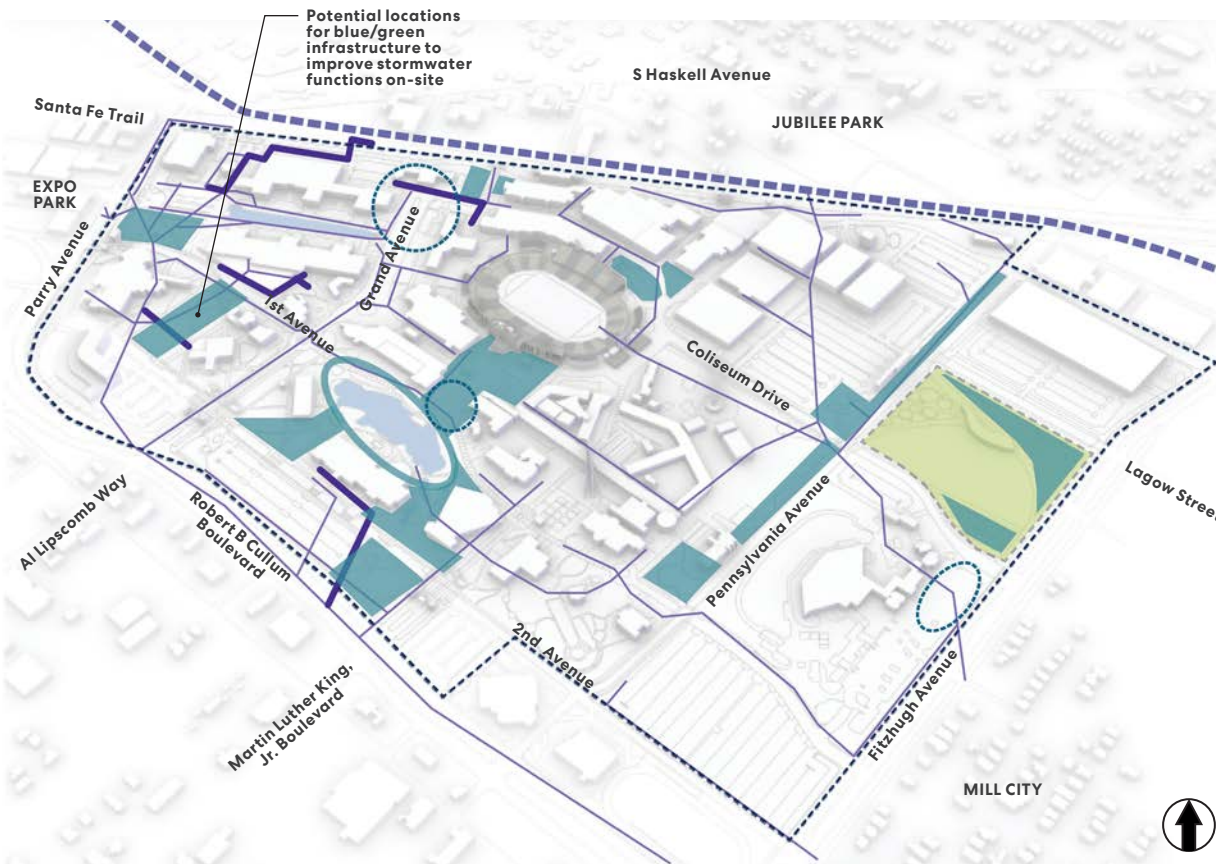 Potential locations
for blue/green
infrastructure to
improve stormwater
functions on-site
S Haskell Avenue
Santa Fe Trail
JUBILEE PARK
EXPO
PARK
Parry Avenue
Grand Avenue
1st Avenue
Coliseum Drive
Lagow Street
Al Lipscomb Way
Robert B Cullum
Boulevard
Pennsylvania Avenue
2nd Avenue
Martin Luther King,
Jr. Boulevard
Fitzhugh Avenue
MILL CITY